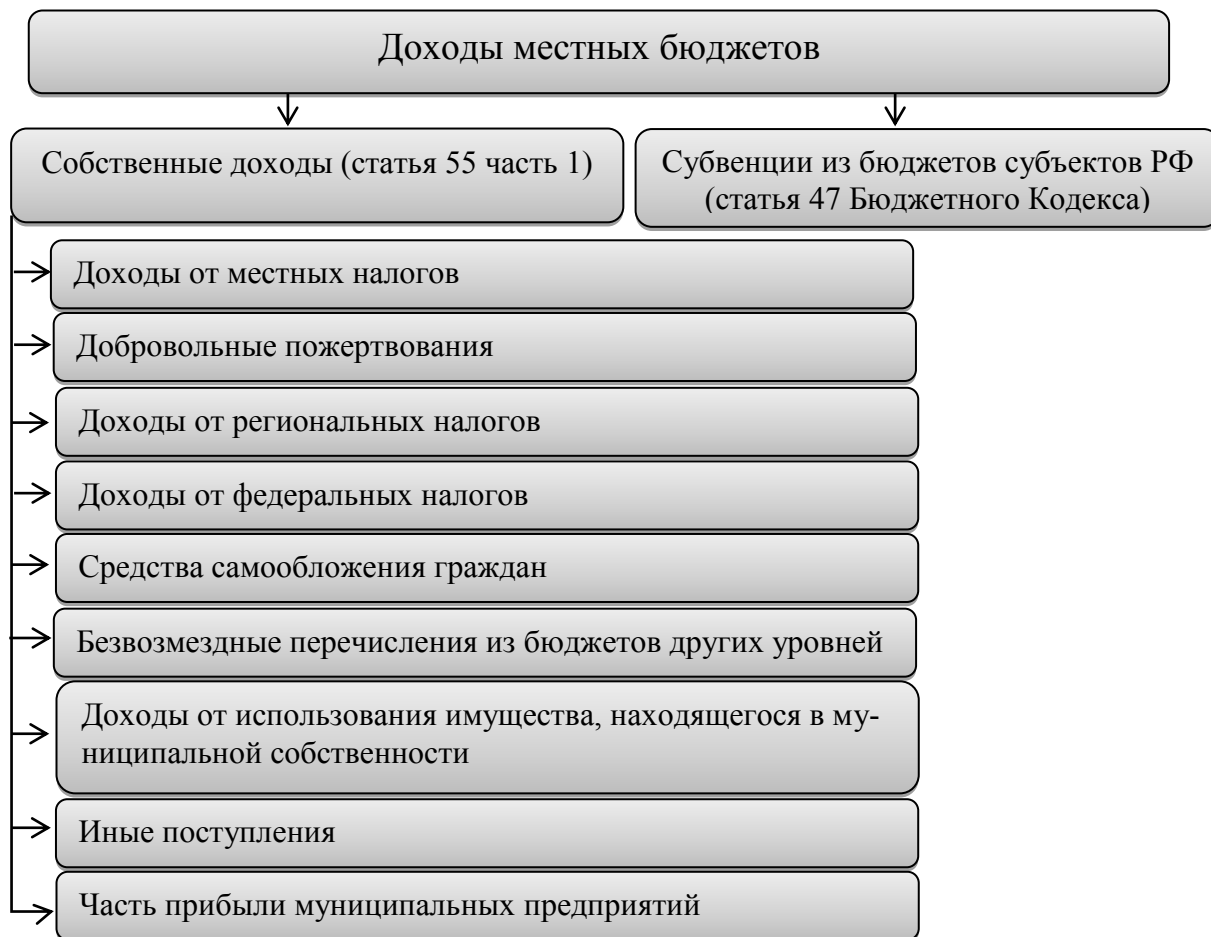 Доходы местных бюджетов
Собственные доходы (статья 55 часть 1)
Субвенции из бюджетов субъектов РФ
(статья 47 Бюджетного Кодекса)
Доходы от местных налогов
Добровольные пожертвования
Доходы от региональных налогов
Доходы от федеральных налогов
Средства самообложения граждан
Безвозмездные перечисления из бюджетов других уровней
Доходы от использования имущества, находящегося в му-
ниципальной собственности
Иные поступления
Часть прибыли муниципальных предприятий